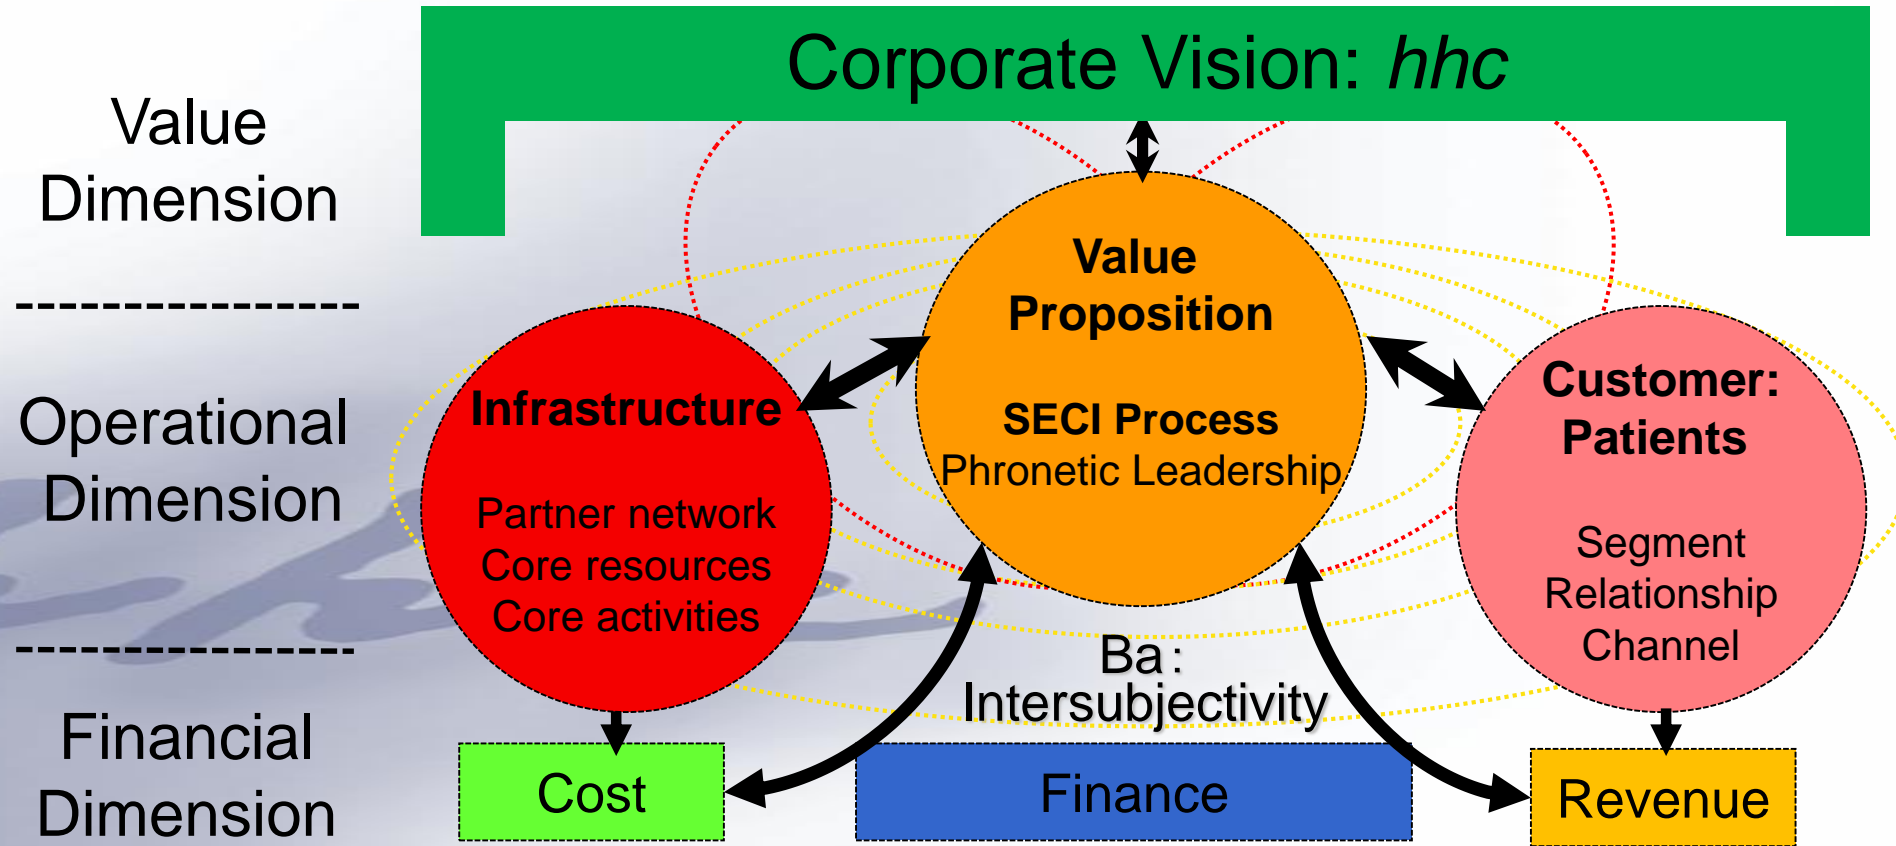 Corporate Vision: hhc
Value
Dimension
Operational
Dimension
Financial
Dimension
Value
Proposition
SECI Process
Phronetic Leadership
Infrastructure
Partner network
Core resources
Core activities
Customer:
Patients
Segment
Relationship
Channel
Ba:
Intersubjectivity
Cost
Finance
Revenue